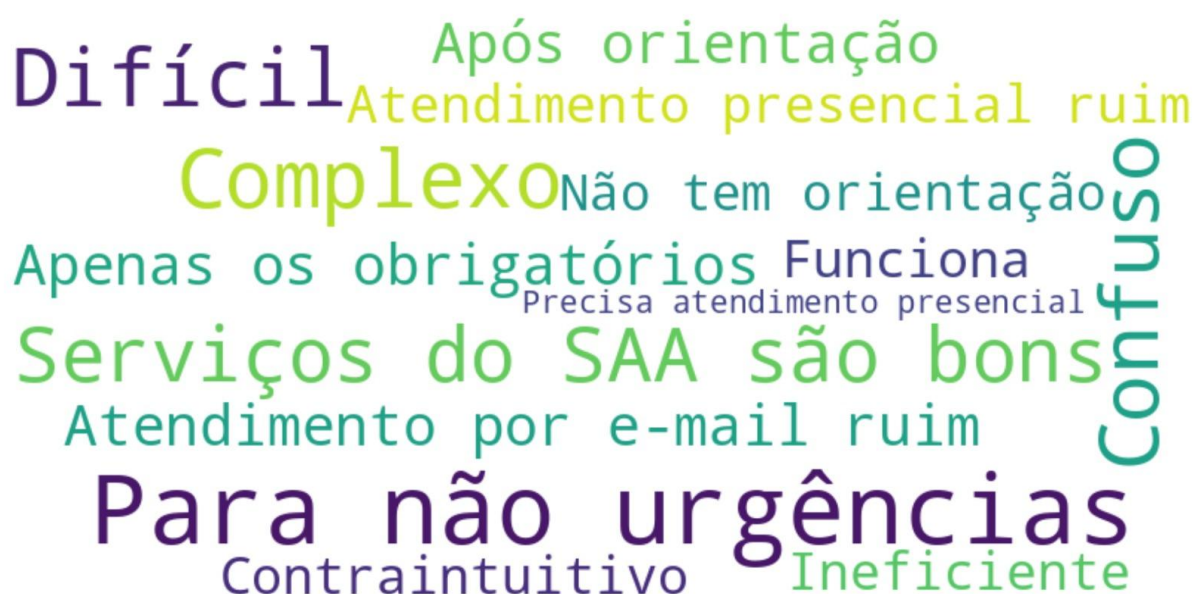 Após orientação
Difícil
Atendimento presencial ruim
Complexo
Não tem orientação
Confuso
Apenas os obrigatórios
Funciona
Precisa atendimento presencial
Serviços do SAA são bons
Atendimento por e-mail ruim
Para não urgências
Contraintuitivo
Ineficiente